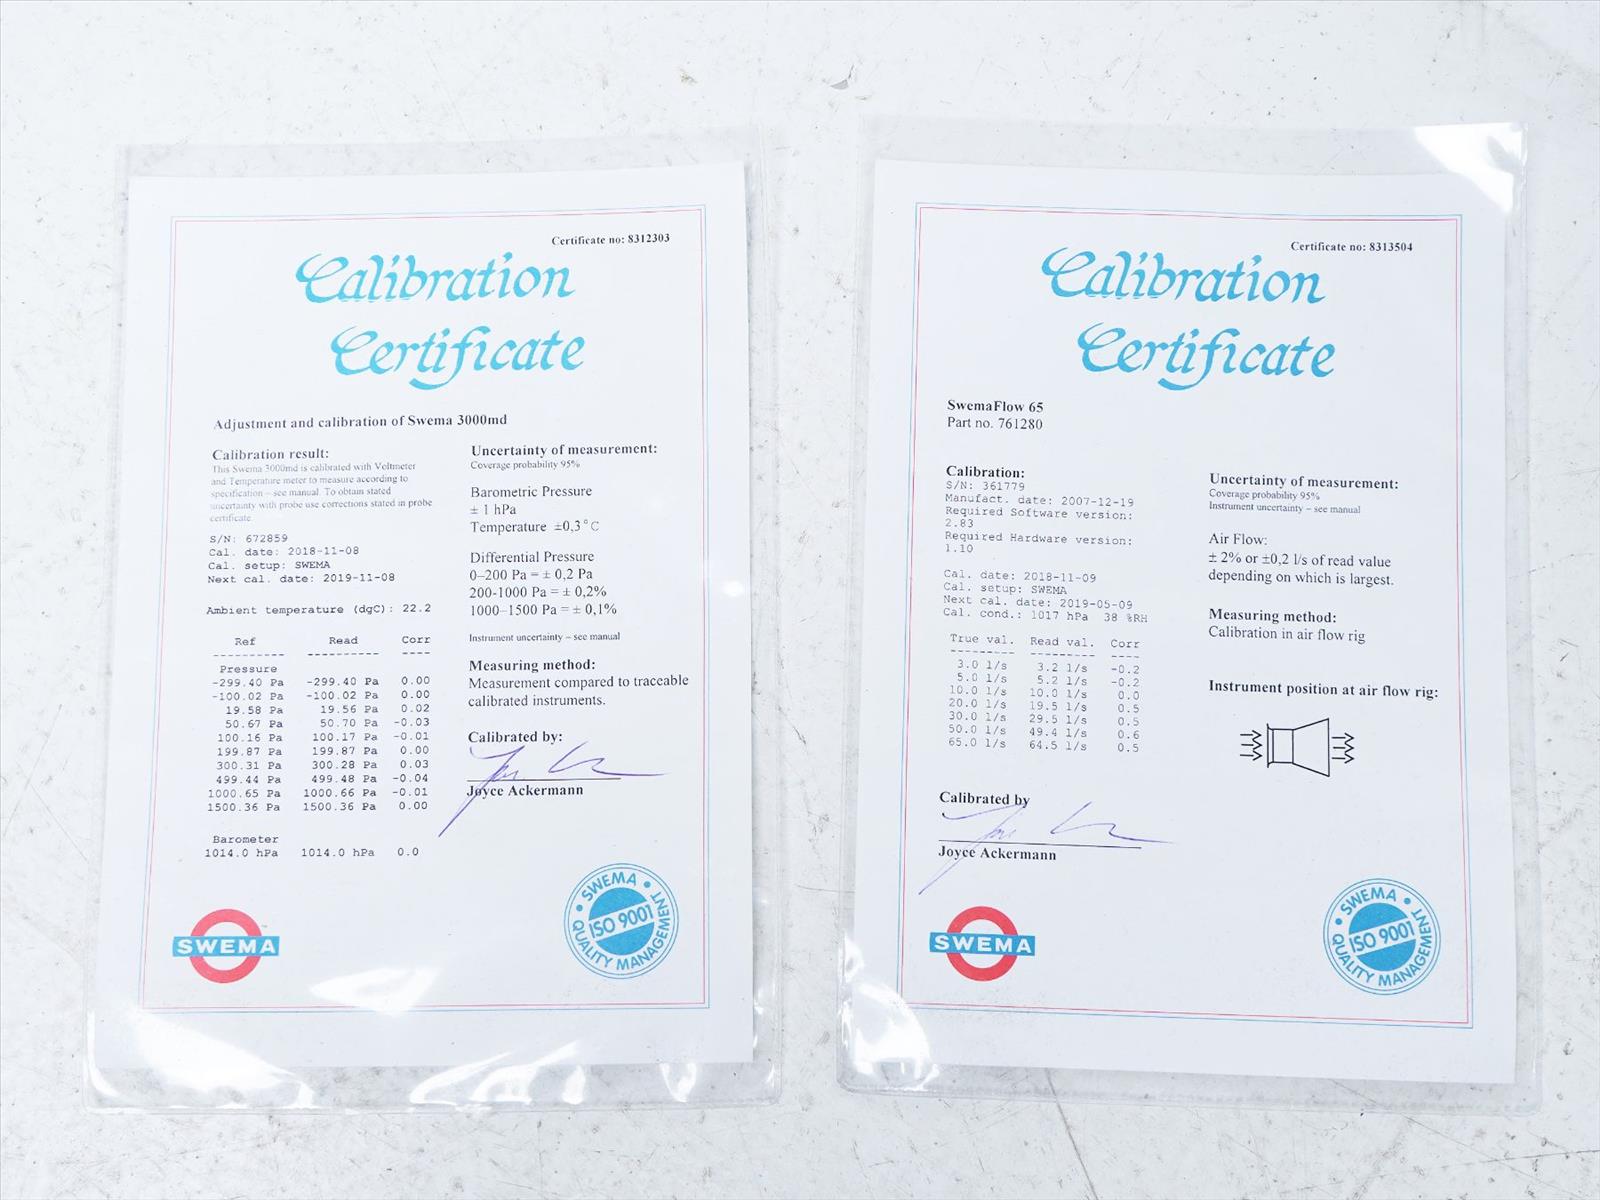 Certificate no: 8312303
Calibration
Certificate
Adjustment and calibration of Swema 3000md
Calibration result:
This Swema 3000md is calibrated with Voltmeter
and Temperature meter to measure according to
specification – see manual. To obtain stated
uncertainty with probe use corrections stated in probe
certificate.
S/N: 672859
Cal. date: 2018-11-08
Cal. setup: SWEMA
Next cal. date: 2019-11-08
Ambient temperature (dgC): 22.2
Ref Read Corr
---------- ---------- ----
Pressure
-299.40 Pa -299.40 Pa 0.00
-100.02 Pa -100.02 Pa 0.00
19.58 Pa 19.56 Pa 0.02
50.67 Pa 50.70 Pa -0.03
100.16 Pa 100.17 Pa -0.01
199.87 Pa 199.87 Pa 0.00
300.31 Pa 300.28 Pa 0.03
499.44 Pa 499.48 Pa -0.04
1000.65 Pa 1000.66 Pa -0.01
1500.36 Pa 1500.36 Pa 0.00
Barometer
1014.0 hPa 1014.0 hPa 0.0
Uncertainty of measurement:
Coverage probability 95%
Barometric Pressure
± 1 hPa
Temperature ±0,3°C
Differential Pressure
0–200 Pa = ± 0,2 Pa
200-1000 Pa = ± 0,2%
1000–1500 Pa = ± 0,1%
Instrument uncertainty – see manual
Measuring method:
Measurement compared to traceable
calibrated instruments.
Calibrated by:
Joyce Ackermann
SWEMA
SWEMA
ISO 9001
QUALITY MANAGEMENT
Certificate no: 8313504
Calibration
Certificate
SwemaFlow 65
Part no. 761280
Calibration:
S/N: 361779
Manufact. date: 2007-12-19
Required Software version:
2.83
Required Hardware version:
1.10
Cal. date: 2018-11-09
Cal. setup: SWEMA
Next cal. date: 2019-05-09
Cal. cond.: 1017 hPa 38 %RH
True val. Read val. Corr
--------- --------- ----
3.0 l/s 3.2 l/s -0.2
5.0 l/s 5.2 l/s -0.2
10.0 l/s 10.0 l/s 0.0
20.0 l/s 19.5 l/s 0.5
30.0 l/s 29.5 l/s 0.5
50.0 l/s 49.4 l/s 0.6
65.0 l/s 64.5 l/s 0.5
Uncertainty of measurement:
Coverage probability 95%
Instrument uncertainty – see manual
Air Flow:
± 2% or ±0,2 l/s of read value
depending on which is largest.
Measuring method:
Calibration in air flow rig
Instrument position at air flow rig:
Calibrated by
Joyce Ackermann
SWEMA
SWEMA
ISO 9001
QUALITY MANAGEMENT